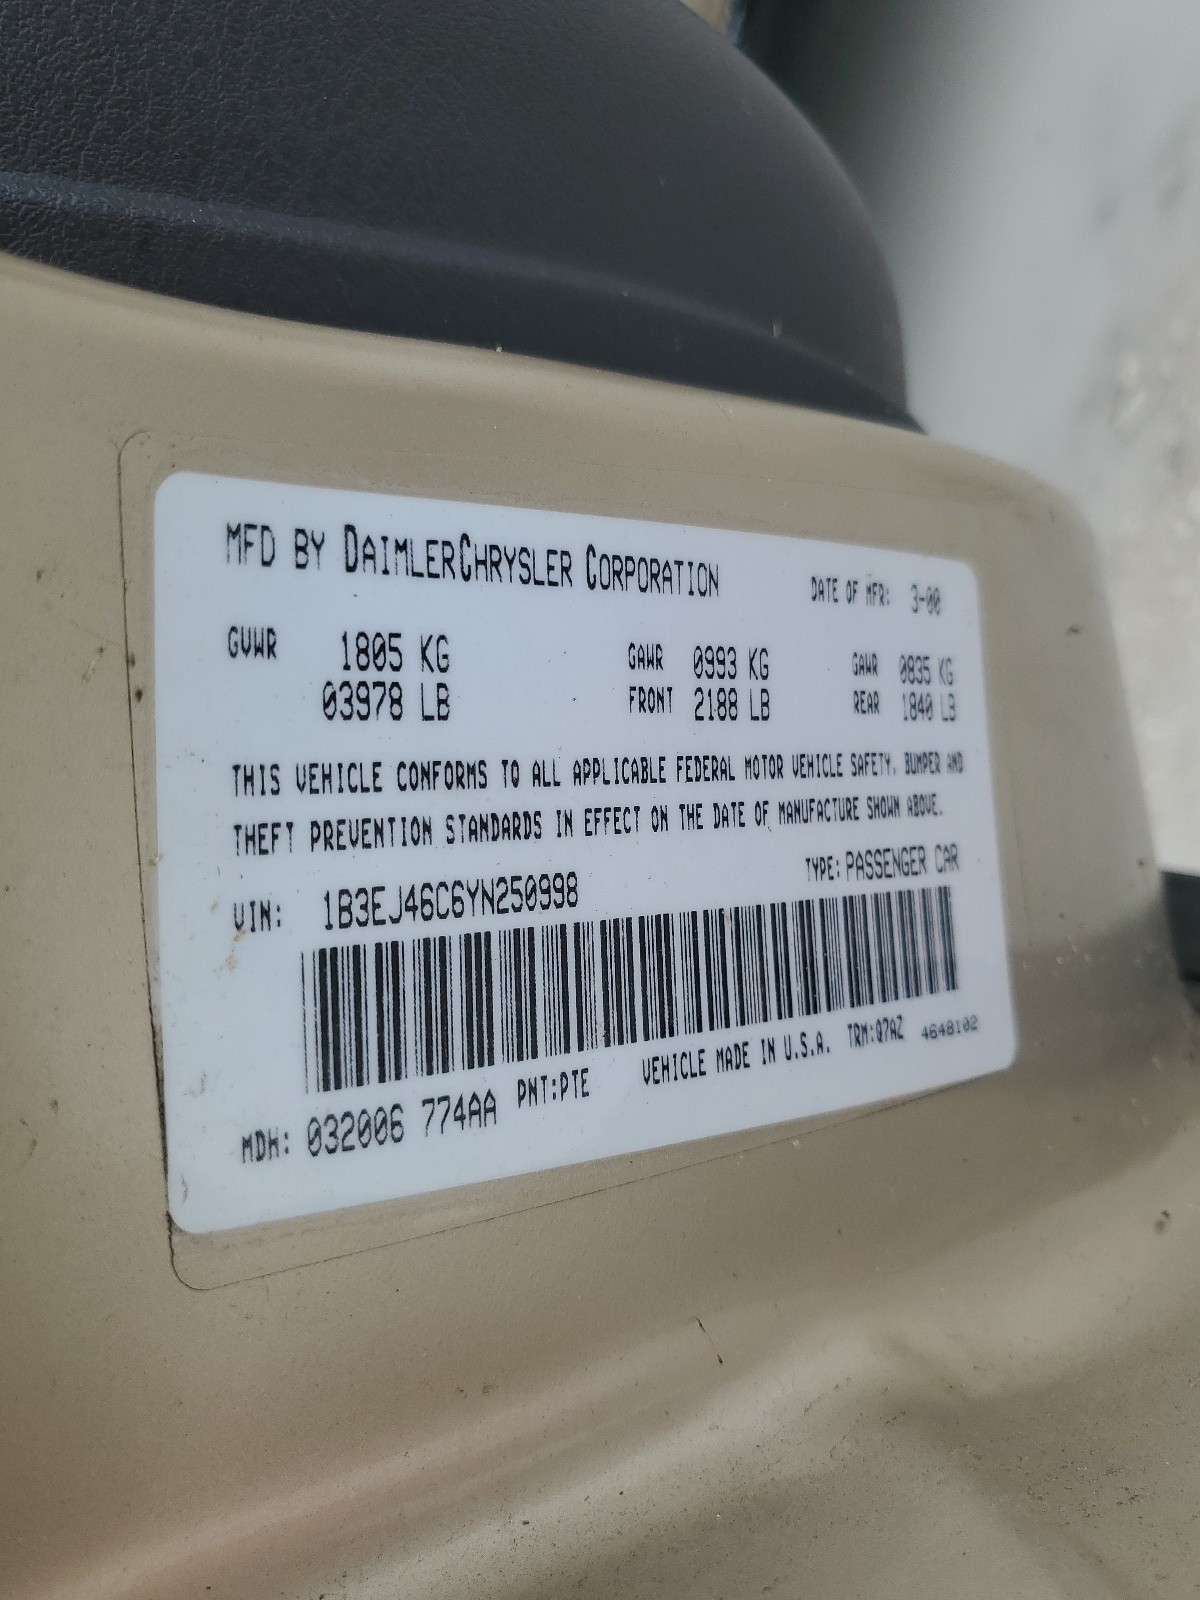 MFD BY DAIMLERCHRYSLER CORPORATION DATE OF MFR: 3-00
GVWR 1805 KG GAWR 0993 KG GAWR 0835 KG
03978 LB FRONT 2188 LB REAR 1840 LB
THIS VEHICLE CONFORMS TO ALL APPLICABLE FEDERAL MOTOR VEHICLE SAFETY, BUMPER AND
THEFT PREVENTION STANDARDS IN EFFECT ON THE DATE OF MANUFACTURE SHOWN ABOVE.
VIN: 1B3EJ46C6YN250998 TYPE: PASSENGER CAR
MDH: 032006 774AA PNT:PTE VEHICLE MADE IN U.S.A. TRM:Q7AZ 4648102